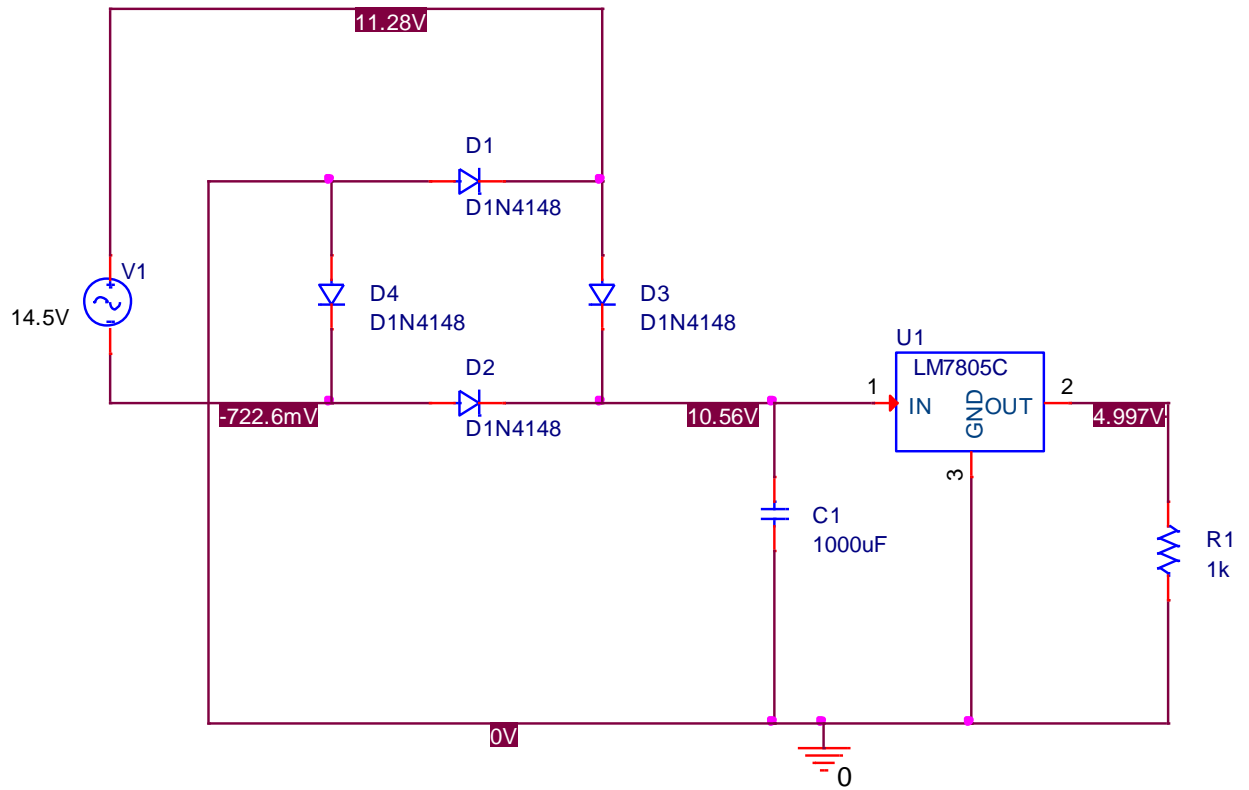 11.28V
D1
D1N4148
V1
14.5V
D4
D1N4148
D3
D1N4148
D2
D1N4148
-722.6mV
10.56V
U1
LM7805C
1
IN
GND
OUT
2
3
4.997V
C1
1000uF
R1
1k
0V
0